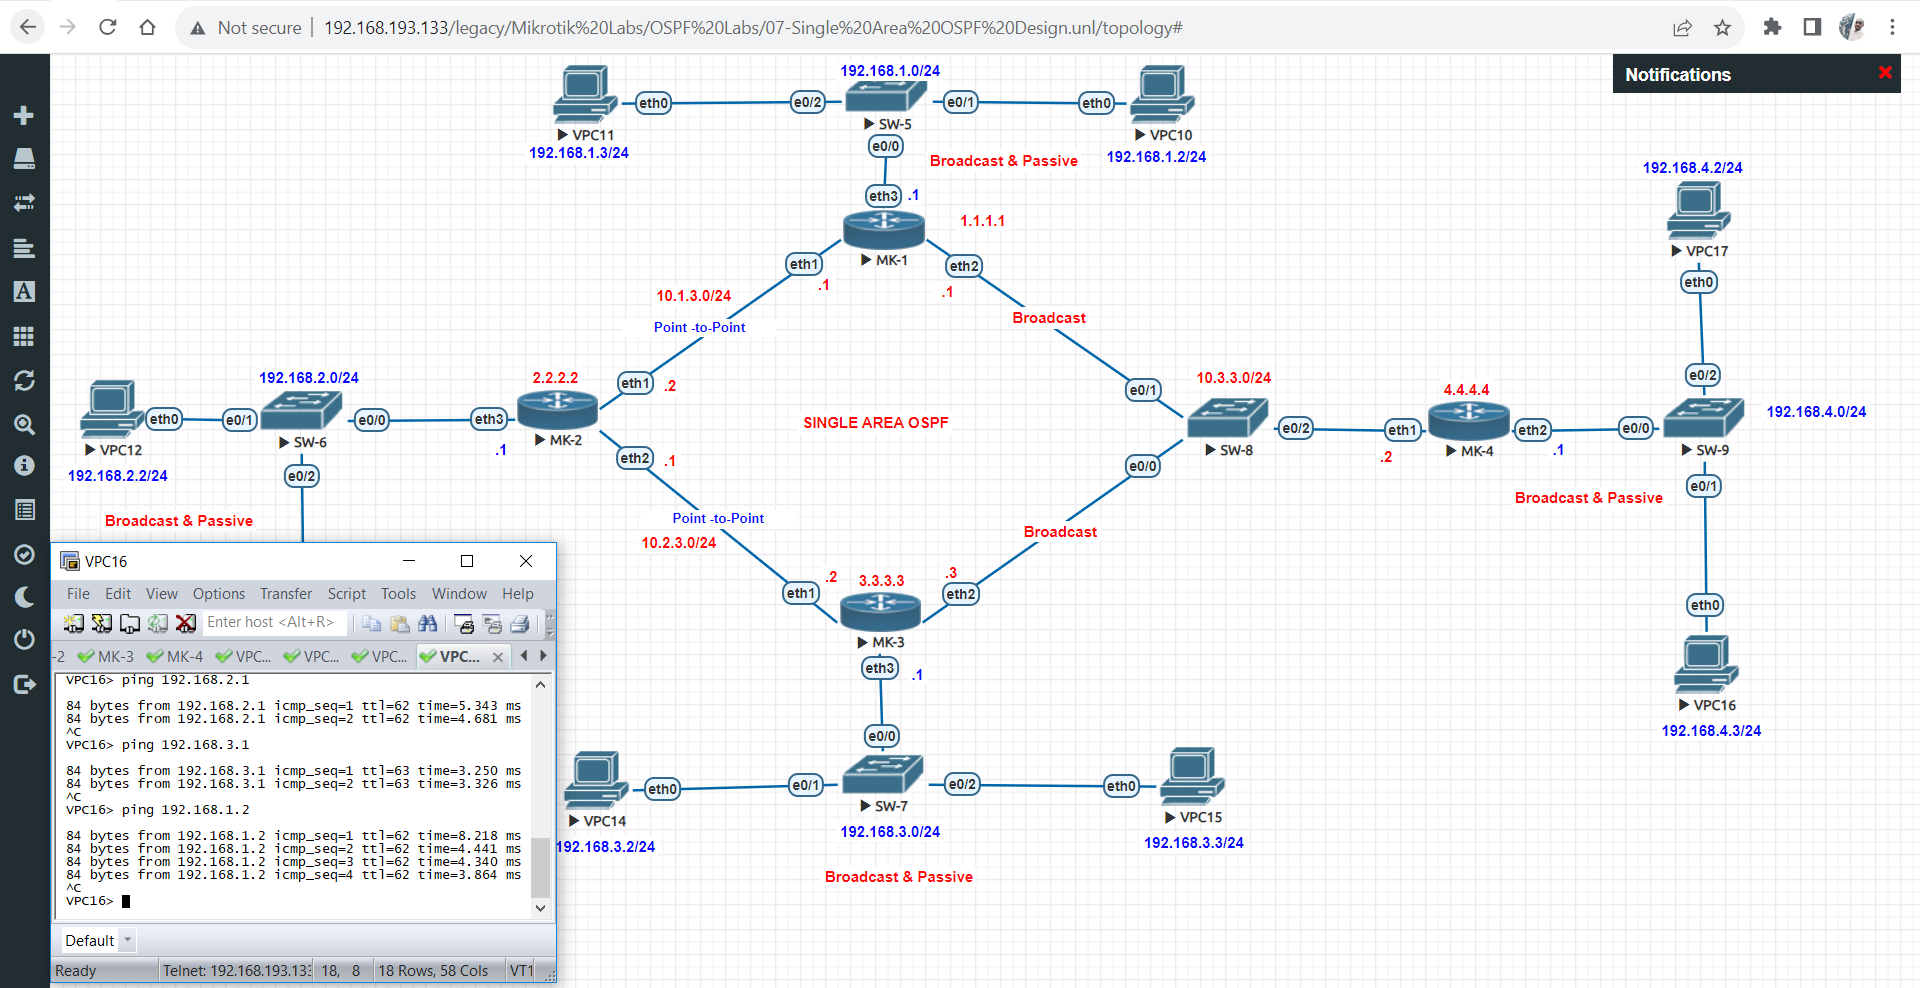 Not secure
192.168.193.133/legacy/Mikrotik%20Labs/OSPF%20Labs/07-Single%20Area%20OSPF%20Design.unl/topology#
Notifications
192.168.1.0/24
eth0
e0/2
e0/1
eth0
VPC11
SW-5
VPC10
192.168.1.3/24
e0/0
Broadcast & Passive
192.168.1.2/24
192.168.4.2/24
eth3
.1
1.1.1.1
VPC17
MK-1
eth1
eth2
eth0
.1
.1
10.1.3.0/24
Broadcast
Point -to-Point
192.168.2.0/24
2.2.2.2
eth1
.2
10.3.3.0/24
e0/1
4.4.4.4
e0/2
192.168.4.0/24
eth0
e0/1
e0/0
eth3
SINGLE AREA OSPF
e0/2
eth1
eth2
e0/0
SW-6
MK-2
VPC12
.1
SW-8
.2
MK-4
.1
SW-9
eth2
.1
e0/0
192.168.2.2/24
e0/2
e0/1
Broadcast & Passive
Broadcast & Passive
Point -to-Point
Broadcast
10.2.3.0/24
.2
3.3.3.3
.3
eth1
eth2
eth0
MK-3
eth3
.1
VPC16
192.168.4.3/24
e0/0
eth0
e0/1
e0/2
eth0
SW-7
VPC14
VPC15
192.168.3.0/24
192.168.3.2/24
192.168.3.3/24
Broadcast & Passive
VPC16
File Edit View Options Transfer Script Tools Window Help
Enter host <Alt+R>
-2 MK-3 MK-4 VPC... VPC... VPC... VPC...
VPC16> ping 192.168.2.1
84 bytes from 192.168.2.1 icmp_seq=1 ttl=62 time=5.343 ms
84 bytes from 192.168.2.1 icmp_seq=2 ttl=62 time=4.681 ms
^C
VPC16> ping 192.168.3.1
84 bytes from 192.168.3.1 icmp_seq=1 ttl=63 time=3.250 ms
84 bytes from 192.168.3.1 icmp_seq=2 ttl=63 time=3.326 ms
^C
VPC16> ping 192.168.1.2
84 bytes from 192.168.1.2 icmp_seq=1 ttl=62 time=8.218 ms
84 bytes from 192.168.1.2 icmp_seq=2 ttl=62 time=4.441 ms
84 bytes from 192.168.1.2 icmp_seq=3 ttl=62 time=4.340 ms
84 bytes from 192.168.1.2 icmp_seq=4 ttl=62 time=3.864 ms
^C
VPC16>
Default
Ready
Telnet: 192.168.193.133
18, 8
18 Rows, 58 Cols
VT1